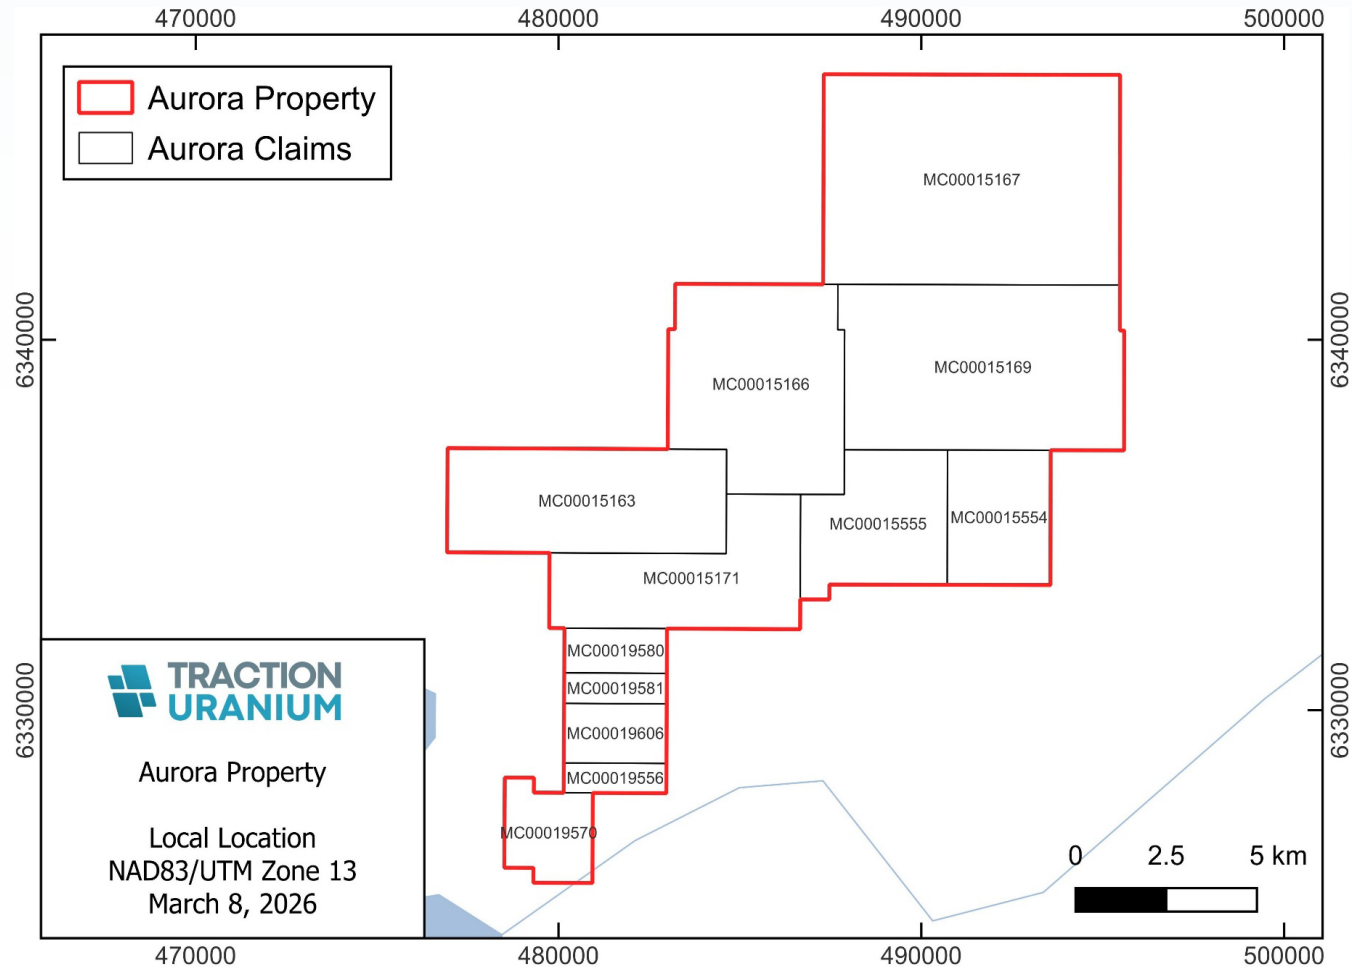 470000
480000
490000
500000
Aurora Property
Aurora Claims
MC00015167
6340000
6340000
MC00015169
MC00015166
MC00015163
MC00015554
MC00015555
MC00015171
MC00019580
MC00019581
MC00019606
MC00019556
MC00019570
6330000
6330000
TRACTION
URANIUM
Aurora Property
Local Location
NAD83/UTM Zone 13
March 8, 2026
0 2.5 5 km
470000
480000
490000
500000